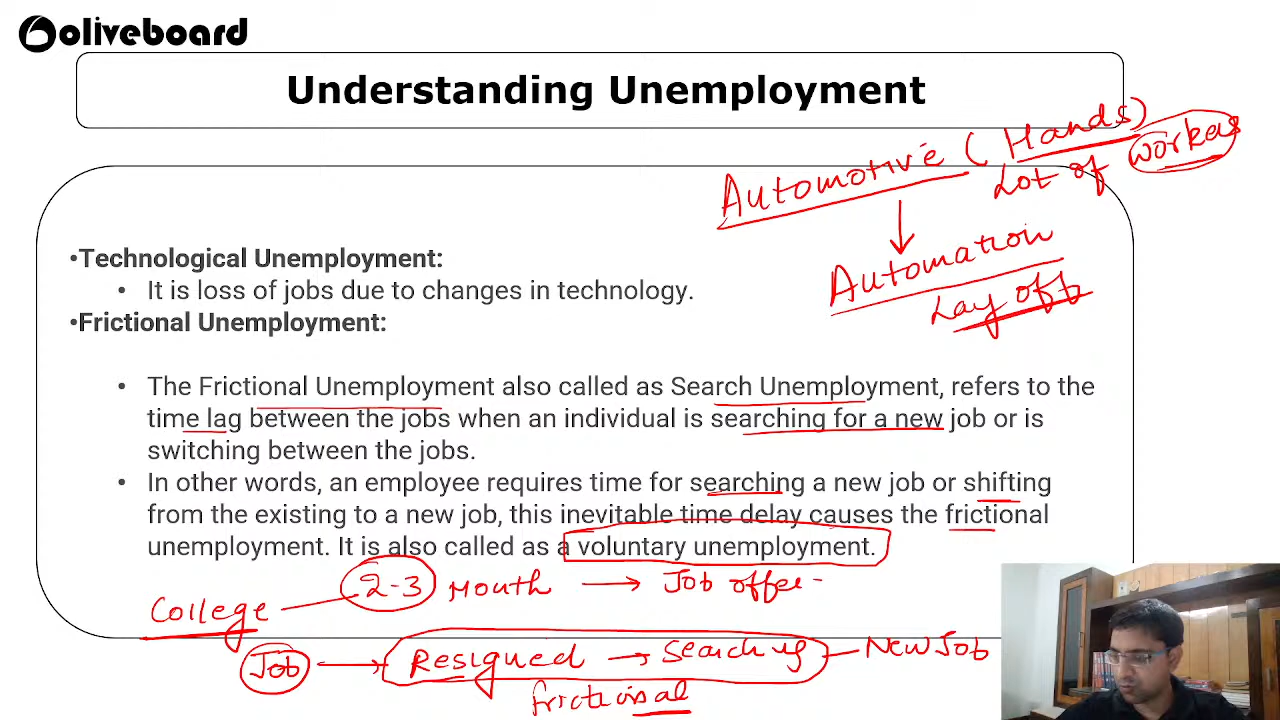 oliveboard
Understanding Unemployment
Automotive (Hands)
Lot of workers
Automation
Lay off
•Technological Unemployment:
• It is loss of jobs due to changes in technology.
•Frictional Unemployment:
• The Frictional Unemployment also called as Search Unemployment, refers to the
time lag between the jobs when an individual is searching for a new job or is
switching between the jobs.
• In other words, an employee requires time for searching a new job or shifting
from the existing to a new job, this inevitable time delay causes the frictional
unemployment. It is also called as a voluntary unemployment.
College — 2-3 Month → Job offer
Job → Resigned → Searching — New Job
frictional